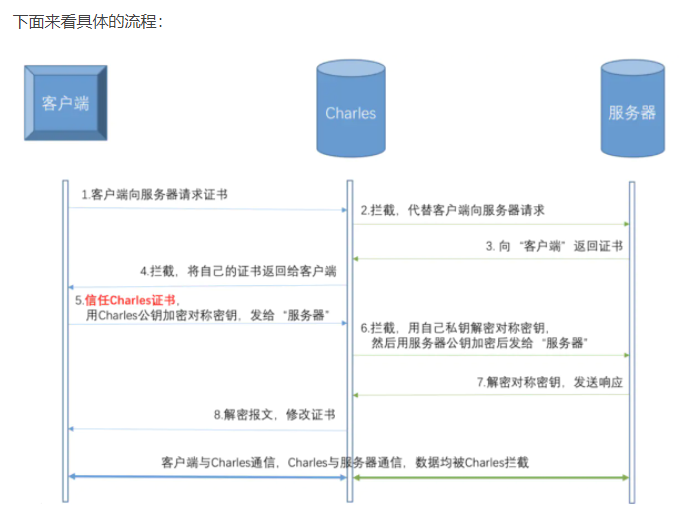 下面来看具体的流程：
客户端
Charles
服务器
1.客户端向服务器请求证书
2.拦截，代替客户端向服务器请求
3. 向“客户端”返回证书
4.拦截，将自己的证书返回给客户端
5.信任Charles证书，
用Charles公钥加密对称密钥，发给“服务器”
6.拦截，用自己私钥解密对称密钥，
然后用服务器公钥加密后发给“服务器”
7.解密对称密钥，发送响应
8.解密报文，修改证书
客户端与Charles通信，Charles与服务器通信，数据均被Charles拦截